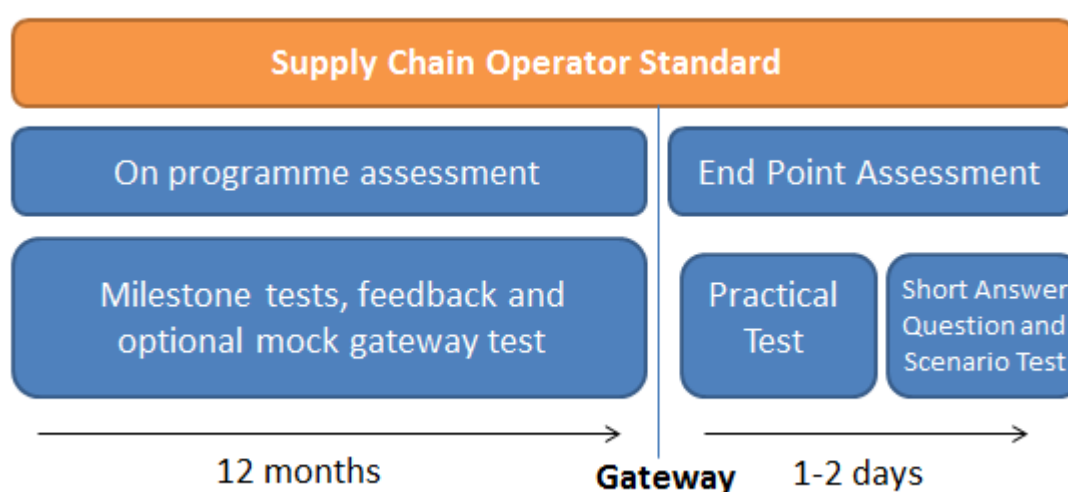 Supply Chain Operator Standard
On programme assessment
End Point Assessment
Milestone tests, feedback and
optional mock gateway test
Practical
Test
Short Answer
Question and
Scenario Test
12 months
Gateway
1-2 days